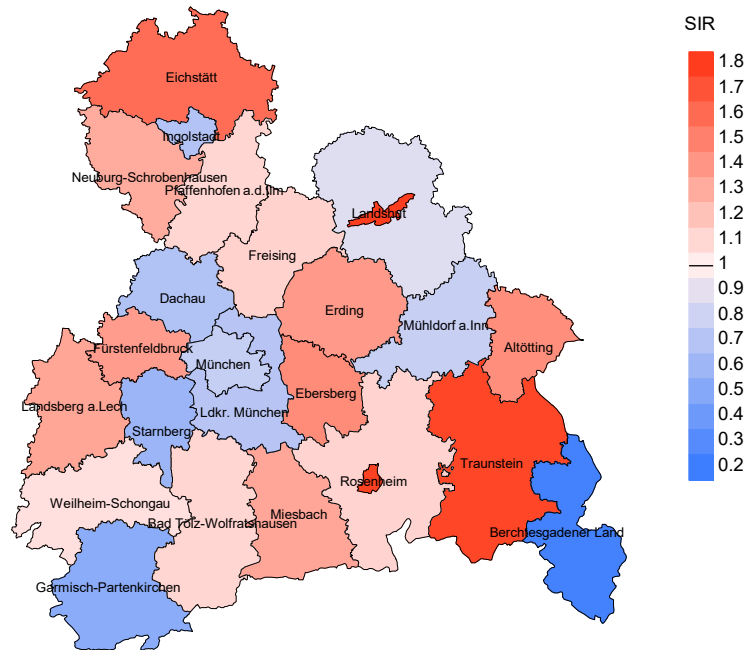 SIR
1.8
1.7
1.6
1.5
1.4
1.3
1.2
1.1
1
0.9
0.8
0.7
0.6
0.5
0.4
0.3
0.2
Eichstätt
Ingolstadt
Neuburg-Schrobenhausen
Pfaffenhofen a.d.Ilm
Landshut
Freising
Dachau
Erding
Mühldorf a.Inn
Altötting
Fürstenfeldbruck
München
Ebersberg
Landsberg a.Lech
Ldkr. München
Starnberg
Traunstein
Rosenheim
Weilheim-Schongau
Miesbach
Bad Tölz-Wolfratshausen
Berchtesgadener Land
Garmisch-Partenkirchen